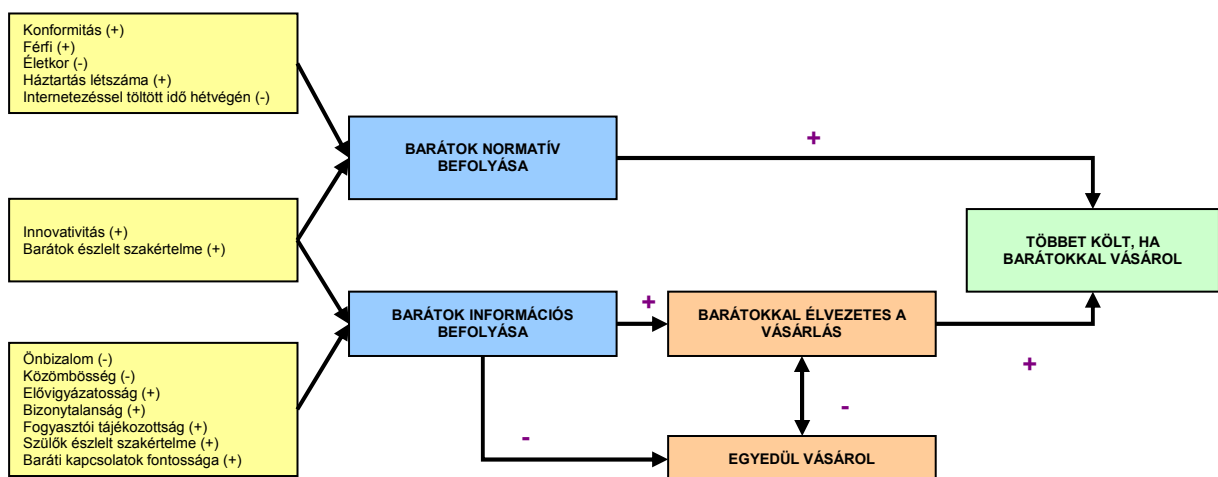 Konformitás (+)
Férfi (+)
Életkor (-)
Háztartás létszáma (+)
Internetezéssel töltött idő hétvégén (-)
BARÁTOK NORMATÍV
BEFOLYÁSA
+
Innovativitás (+)
Barátok észlelt szakértelme (+)
TÖBBET KÖLT, HA
BARÁTOKKAL VÁSÁROL
BARÁTOK INFORMÁCIÓS
BEFOLYÁSA
+
BARÁTOKKAL ÉLVEZETES A
VÁSÁRLÁS
+
Önbizalom (-)
Közömbösség (-)
Elővigyázatosság (+)
Bizonytalanság (+)
Fogyasztói tájékozottság (+)
Szülők észlelt szakértelme (+)
Baráti kapcsolatok fontossága (+)
-
-
EGYEDÜL VÁSÁROL